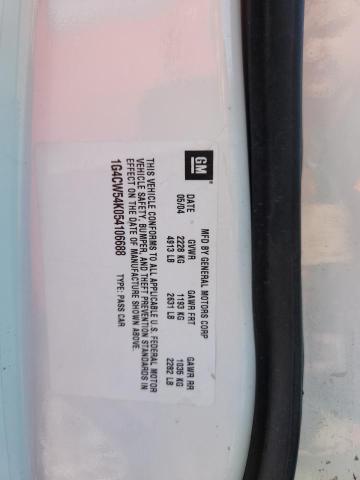 GM
MFD BY GENERAL MOTORS CORP
DATE GVWR GAWR FRT GAWR RR
05/04 2228 KG 1193 KG 1035 KG
4913 LB 2631 LB 2282 LB
THIS VEHICLE CONFORMS TO ALL APPLICABLE U.S. FEDERAL MOTOR
VEHICLE SAFETY, BUMPER, AND THEFT PREVENTION STANDARDS IN
EFFECT ON THE DATE OF MANUFACTURE SHOWN ABOVE.
1G4CW54K054106688 TYPE: PASS CAR